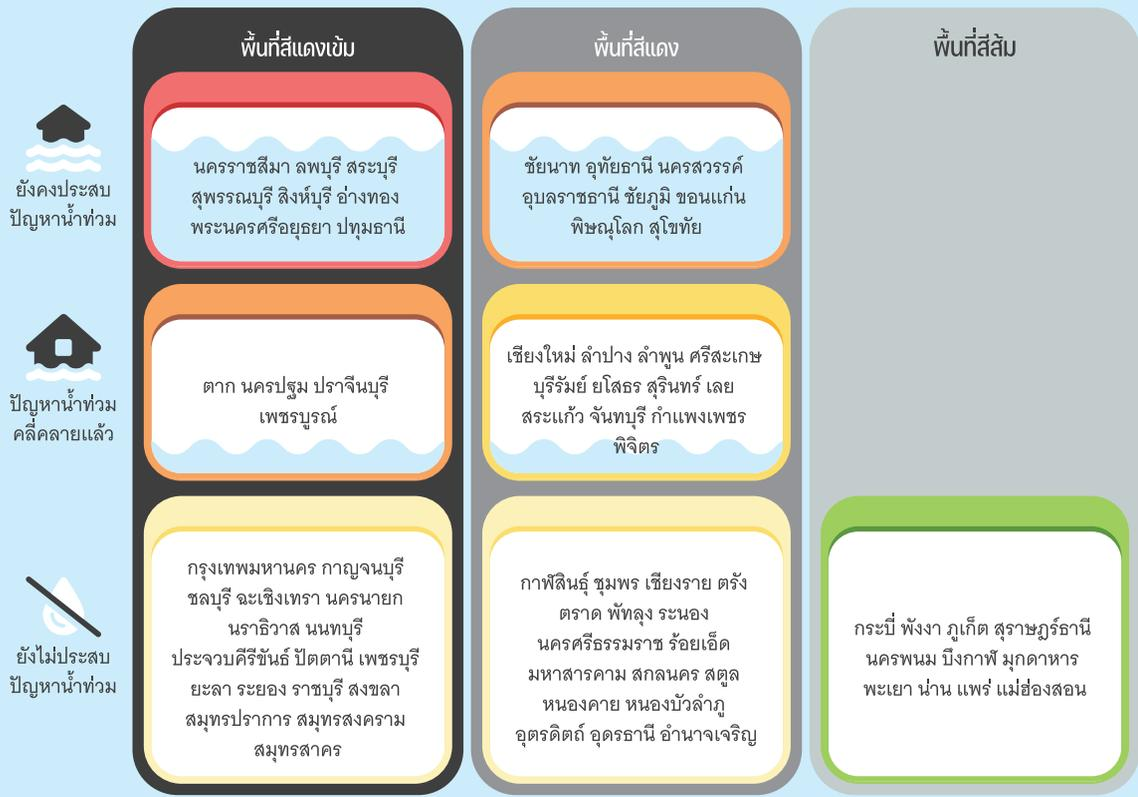 พื้นที่สีแดงเข้ม
พื้นที่สีแดง
พื้นที่สีส้ม
ยังคงประสบ
ปัญหาน้ำท่วม
นครราชสีมา ลพบุรี สระบุรี
สุพรรณบุรี สิงห์บุรี อ่างทอง
พระนครศรีอยุธยา ปทุมธานี
ชัยนาท อุทัยธานี นครสวรรค์
อุบลราชธานี ชัยภูมิ ขอนแก่น
พิษณุโลก สุโขทัย
ปัญหาน้ำท่วม
คลี่คลายแล้ว
ตาก นครปฐม ปราจีนบุรี
เพชรบูรณ์
เชียงใหม่ ลำปาง ลำพูน ศรีสะเกษ
บุรีรัมย์ ยโสธร สุรินทร์ เลย
สระแก้ว จันทบุรี กำแพงเพชร
พิจิตร
ยังไม่ประสบ
ปัญหาน้ำท่วม
กรุงเทพมหานคร กาญจนบุรี
ชลบุรี ฉะเชิงเทรา นครนายก
นราธิวาส นนทบุรี
ประจวบคีรีขันธ์ ปัตตานี เพชรบุรี
ยะลา ระยอง ราชบุรี สงขลา
สมุทรปราการ สมุทรสงคราม
สมุทรสาคร
กาฬสินธุ์ ชุมพร เชียงราย ตรัง
ตราด พัทลุง ระนอง
นครศรีธรรมราช ร้อยเอ็ด
มหาสารคาม สกลนคร สตูล
หนองคาย หนองบัวลำภู
อุตรดิตถ์ อุดรธานี อำนาจเจริญ
กระบี่ พังงา ภูเก็ต สุราษฎร์ธานี
นครพนม บึงกาฬ มุกดาหาร
พะเยา น่าน แพร่ แม่ฮ่องสอน